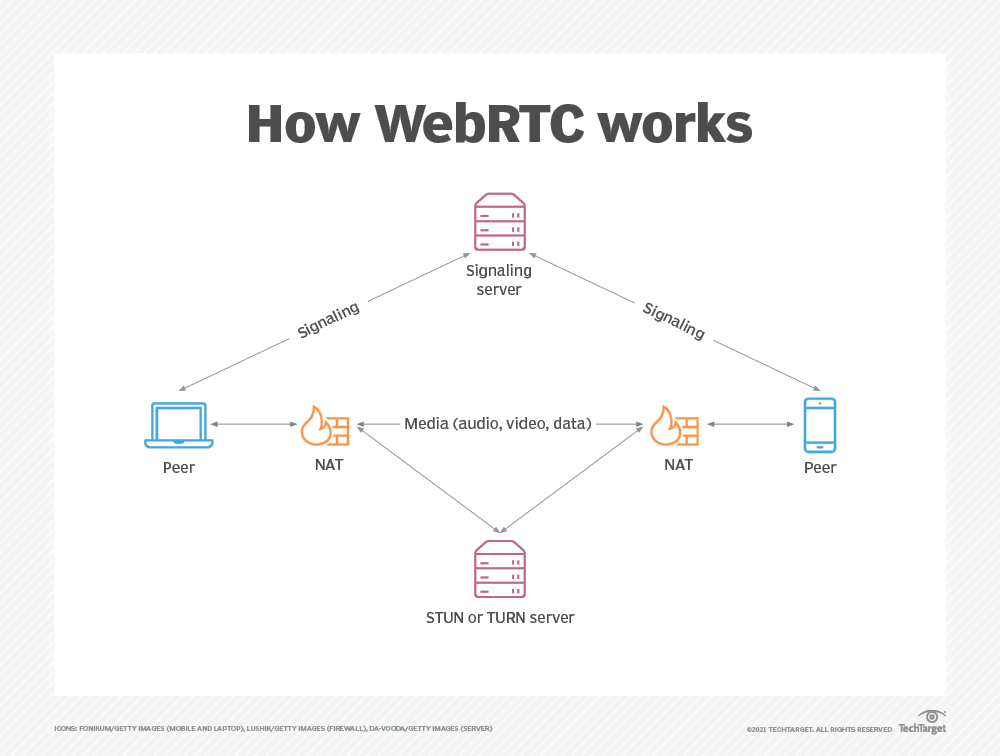 How WebRTC works
Signaling
server
Signaling
Signaling
Media (audio, video, data)
Peer
NAT
NAT
Peer
STUN or TURN server
ICONS: FONIKUM/GETTY IMAGES (MOBILE AND LAPTOP), LUSHIK/GETTY IMAGES (FIREWALL), DA-VOODA/GETTY IMAGES (SERVER)
©2021 TECHTARGET. ALL RIGHTS RESERVED
TechTarget